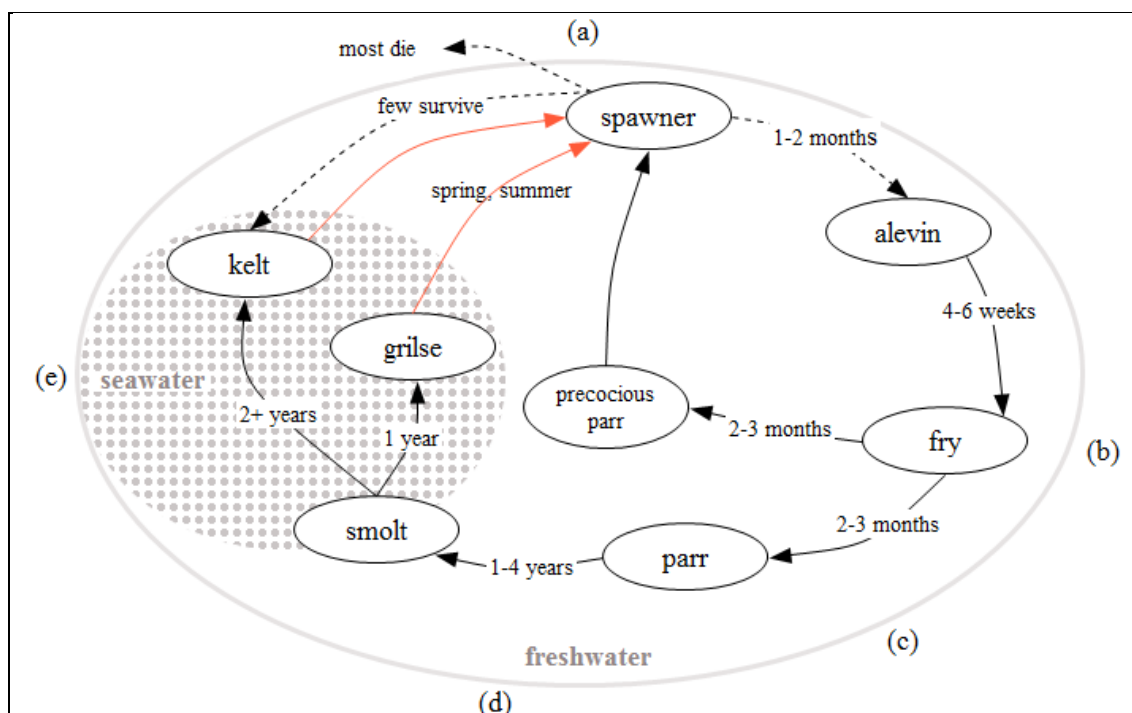 (a)
most die
few survive
spawner
1-2 months
spring, summer
alevin
kelt
4-6 weeks
grilse
(e)
seawater
precocious
parr
2+ years
1 year
2-3 months
fry
(b)
smolt
2-3 months
parr
1-4 years
(c)
freshwater
(d)